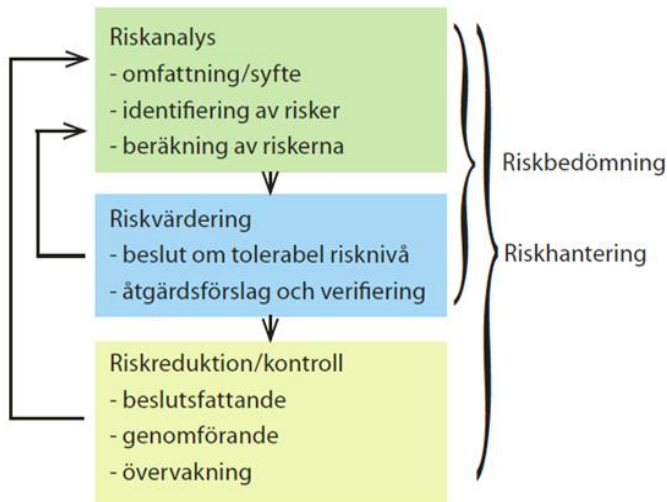 Riskanalys
- omfattning/syfte
- identifiering av risker
- beräkning av riskerna
Riskvärdering
- beslut om tolerabel risknivå
- åtgärdsförslag och verifiering
Riskreduktion/kontroll
- beslutsfattande
- genomförande
- övervakning
Riskbedömning
Riskhantering